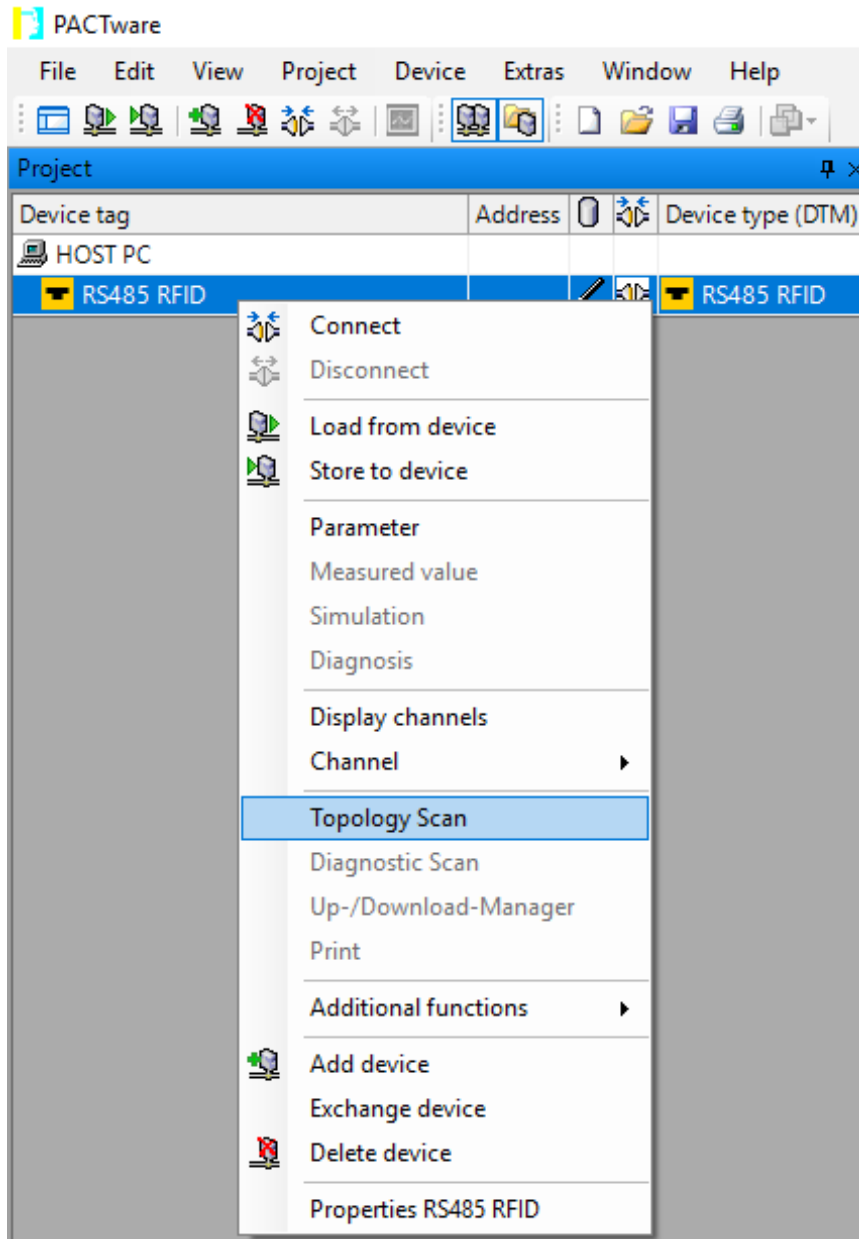 PACTware
File Edit View Project Device Extras Window Help
Project
Device tag Address Device type (DTM)
HOST PC
RS485 RFID RS485 RFID
Connect
Disconnect
Load from device
Store to device
Parameter
Measured value
Simulation
Diagnosis
Display channels
Channel
Topology Scan
Diagnostic Scan
Up-/Download-Manager
Print
Additional functions
Add device
Exchange device
Delete device
Properties RS485 RFID